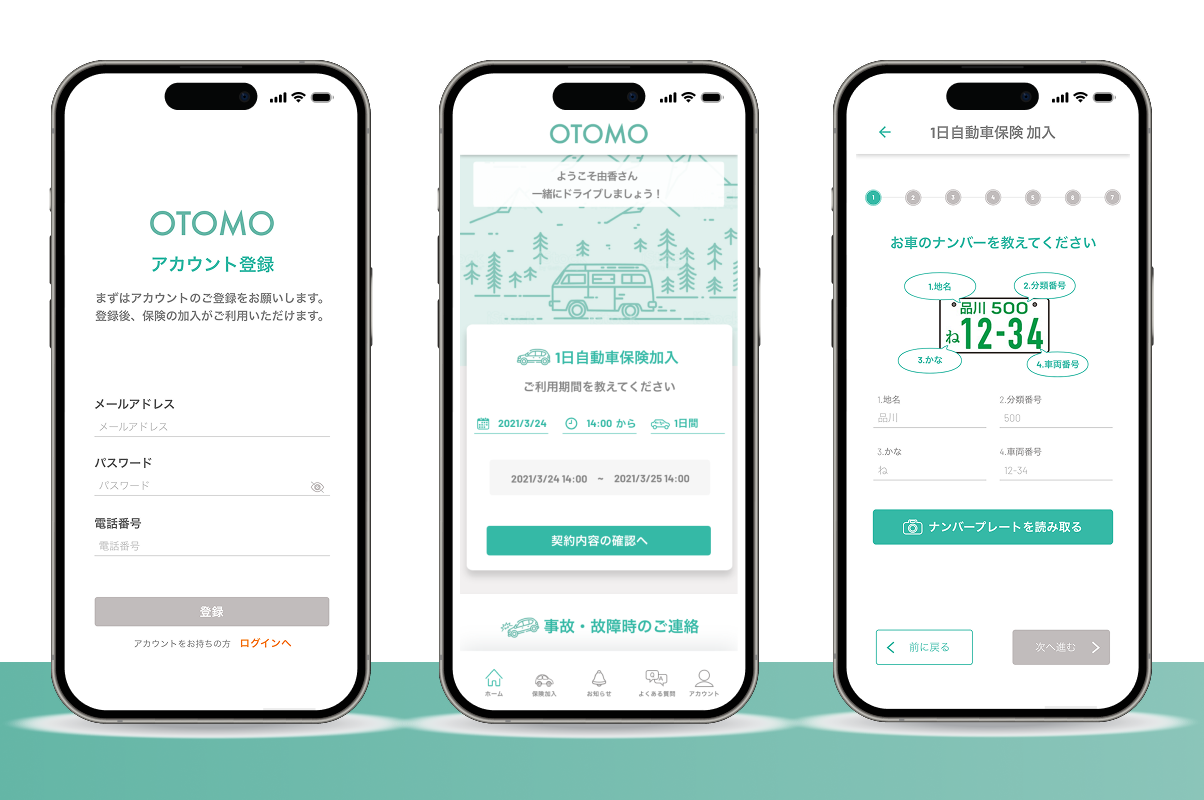 OTOMO
アカウント登録
まずはアカウントのご登録をお願いします。
登録後、保険の加入がご利用いただけます。
メールアドレス
メールアドレス
パスワード
パスワード
電話番号
電話番号
登録
アカウントをお持ちの方 ログインへ
OTOMO
ようこそ由香さん
一緒にドライブしましょう！
1日自動車保険加入
ご利用期間を教えてください
2021/3/24 14:00 から 1日間
2021/3/24 14:00 ~ 2021/3/25 14:00
契約内容の確認へ
事故・故障時のご連絡
ホーム 保険加入 お知らせ よくある質問 アカウント
1日自動車保険 加入
1 2 3 4 5 6 7
お車のナンバーを教えてください
1.地名 2.分類番号
品川 500
ね 12-34
3.かな 4.車両番号
1.地名 2.分類番号
品川 500
3.かな 4.車両番号
ね 12-34
ナンバープレートを読み取る
前に戻る 次へ進む